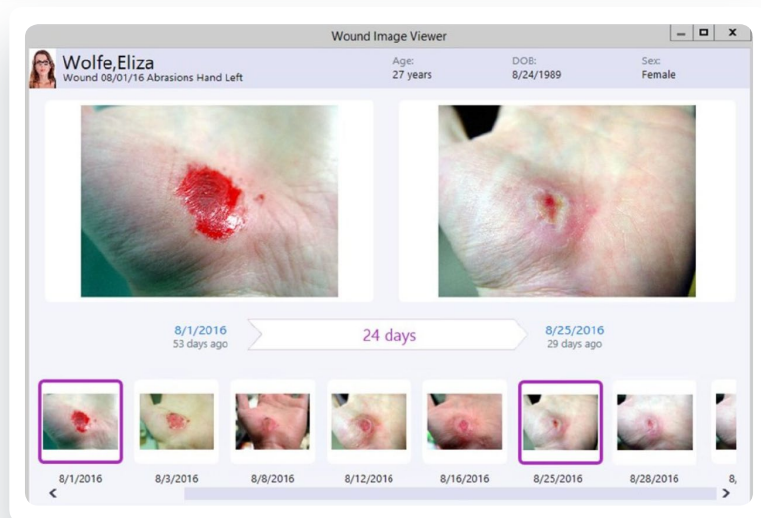 Wound Image Viewer
Wolfe,Eliza
Wound 08/01/16 Abrasions Hand Left
Age:
27 years
DOB:
8/24/1989
Sex:
Female
8/1/2016
53 days ago
24 days
8/25/2016
29 days ago
8/1/2016
8/3/2016
8/8/2016
8/12/2016
8/16/2016
8/25/2016
8/28/2016
8,